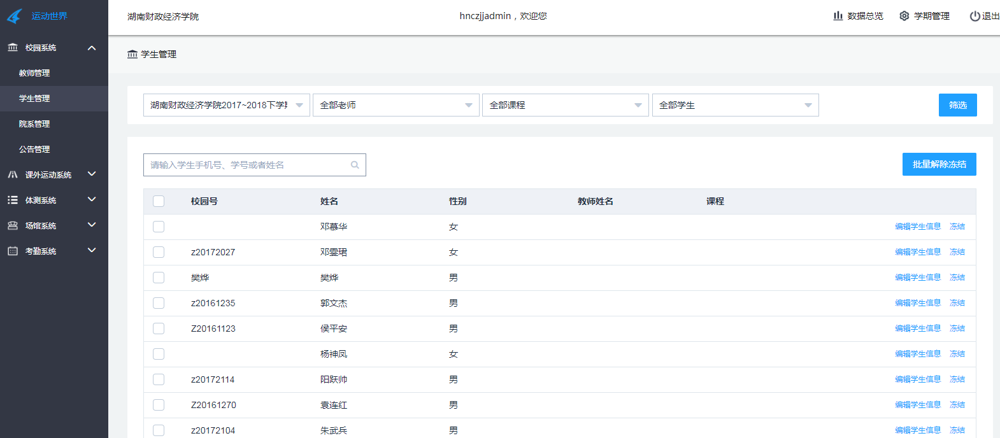 运动世界
湖南财政经济学院
hnczjjadmin，欢迎您
数据总览
学期管理
退出
校园系统
教师管理
学生管理
院系管理
公告管理
课外运动系统
体测系统
场馆系统
考勤系统
学生管理
湖南财政经济学院2017~2018下学期
全部老师
全部课程
全部学生
筛选
请输入学生手机号、学号或者姓名
批量解除冻结
校园号 姓名 性别 教师姓名 课程
邓慕华 女 编辑学生信息 冻结
z20172027 邓雯珺 女 编辑学生信息 冻结
樊烨 樊烨 男 编辑学生信息 冻结
z20161235 郭文杰 男 编辑学生信息 冻结
Z20161123 侯平安 男 编辑学生信息 冻结
杨神凤 女 编辑学生信息 冻结
z20172114 阳跃帅 男 编辑学生信息 冻结
Z20161270 袁连红 男 编辑学生信息 冻结
z20172104 朱武兵 男 编辑学生信息 冻结